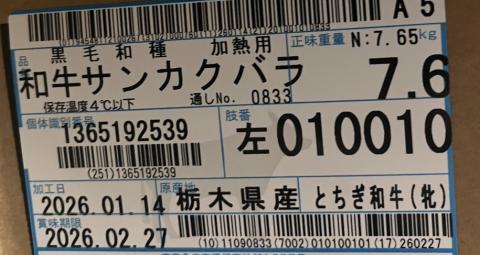 A5
黒毛和種 加熱用
正味重量 N:7.65kg
品
和牛サンカクバラ
7.6
保存温度4℃以下
通しNo. 0833
個体識別番号
1365192539
(251)1365192539
枝番
左010010
加工日
2026.01.14
原産地
栃木県産 とちぎ和牛(牝)
賞味期限
2026.02.27
(10)11090833(7002)010100101(17)260227